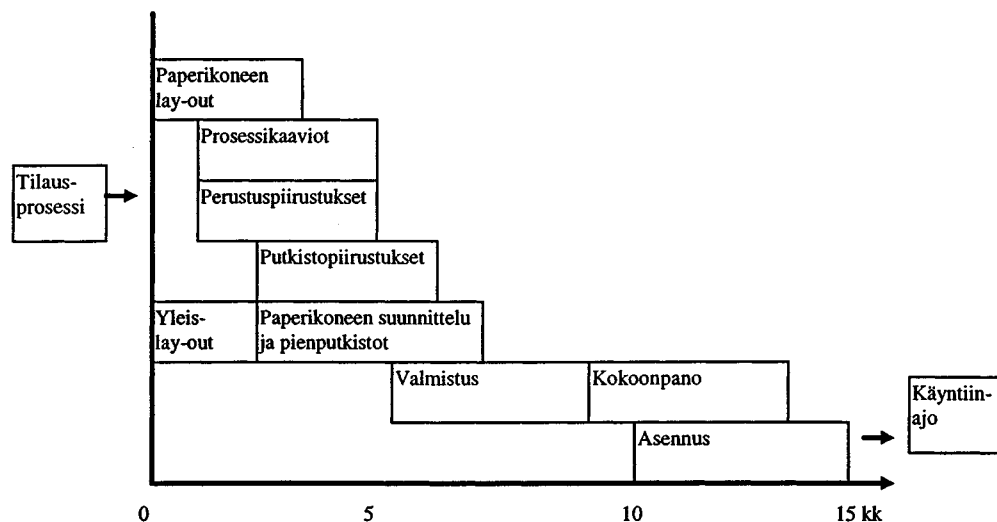 Paperikoneen
lay-out
Prosessikaaviot
Tilaus-
prosessi
Perustuspiirustukset
Putkistopiirustukset
Yleis-
lay-out
Paperikoneen suunnittelu
ja pienputkistot
Valmistus
Kokoonpano
Käyntiin-
ajo
Asennus
0 5 10 15 kk